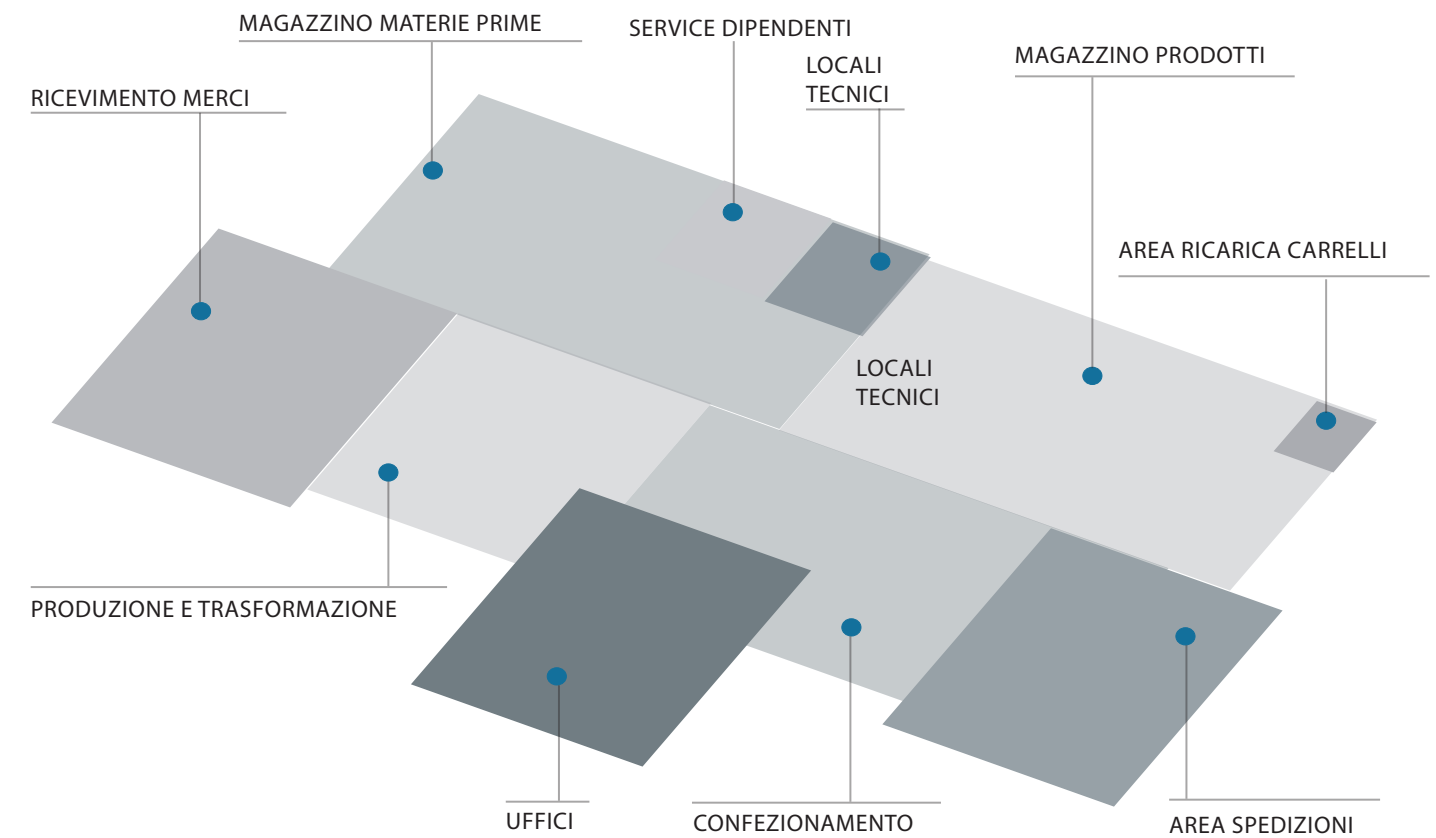 MAGAZZINO MATERIE PRIME
SERVICE DIPENDENTI
LOCALI
TECNICI
MAGAZZINO PRODOTTI
RICEVIMENTO MERCI
AREA RICARICA CARRELLI
LOCALI
TECNICI
PRODUZIONE E TRASFORMAZIONE
UFFICI
CONFEZIONAMENTO
AREA SPEDIZIONI